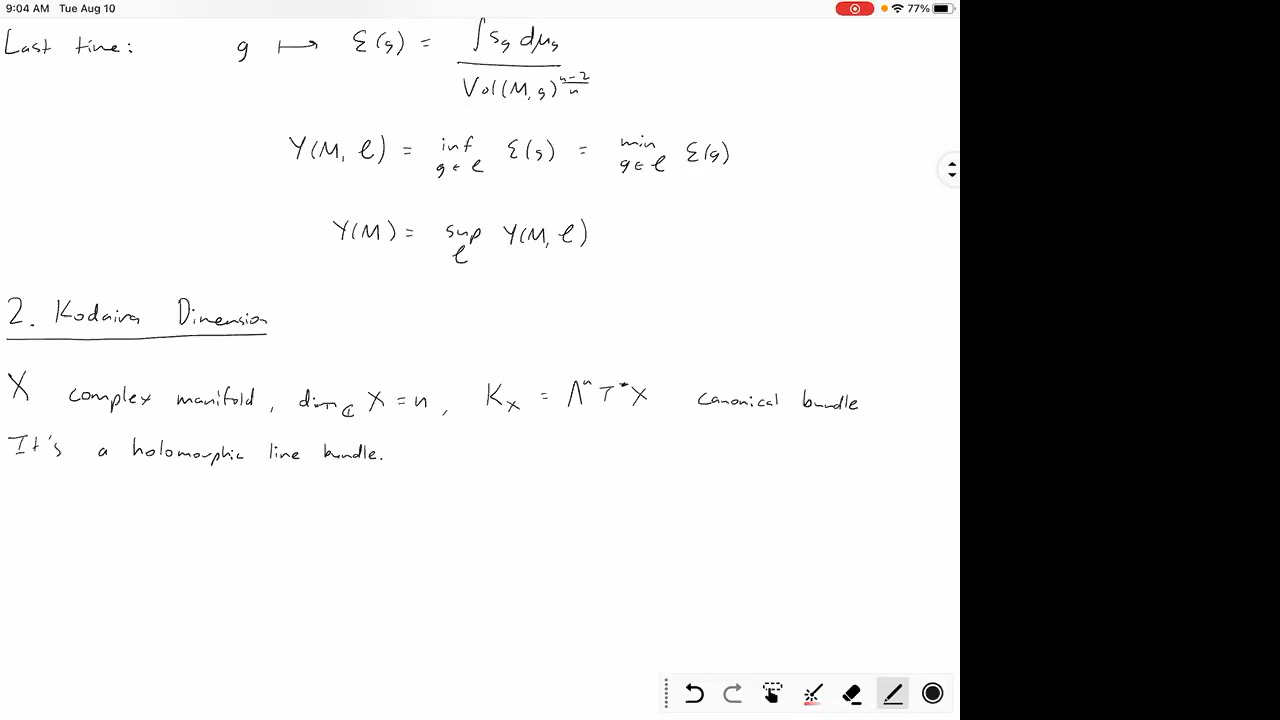 9:04 AM Tue Aug 10 77%
Last time: g ⟼ Ɛ(g) = ∫ s_g dμ_g / Vol(M, g)^{\frac{n-2}{n}}
Y(M, C) = inf_{g ∈ C} Ɛ(g) = min_{g ∈ C} Ɛ(g)
Y(M) = sup_C Y(M, C)
2. Kodaira Dimension
X complex manifold, dim_ℂ X = n, K_X = Λ^n T^*X canonical bundle
It's a holomorphic line bundle.